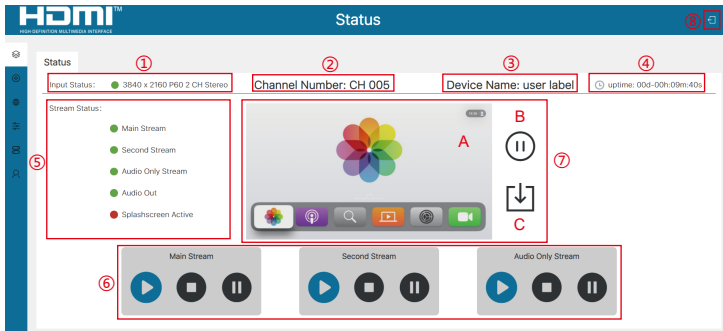 HDMI™
HIGH-DEFINITION MULTIMEDIA INTERFACE
Status
⑧
Status
① ② ③ ④
Input Status: 3840 x 2160 P60 2 CH Stereo
Channel Number: CH 005
Device Name: user label
uptime: 00d-00h:09m:40s
Stream Status:
Main Stream
Second Stream
Audio Only Stream
Audio Out
Splashscreen Active
⑤
A
B
C
⑦
Main Stream
Second Stream
Audio Only Stream
⑥